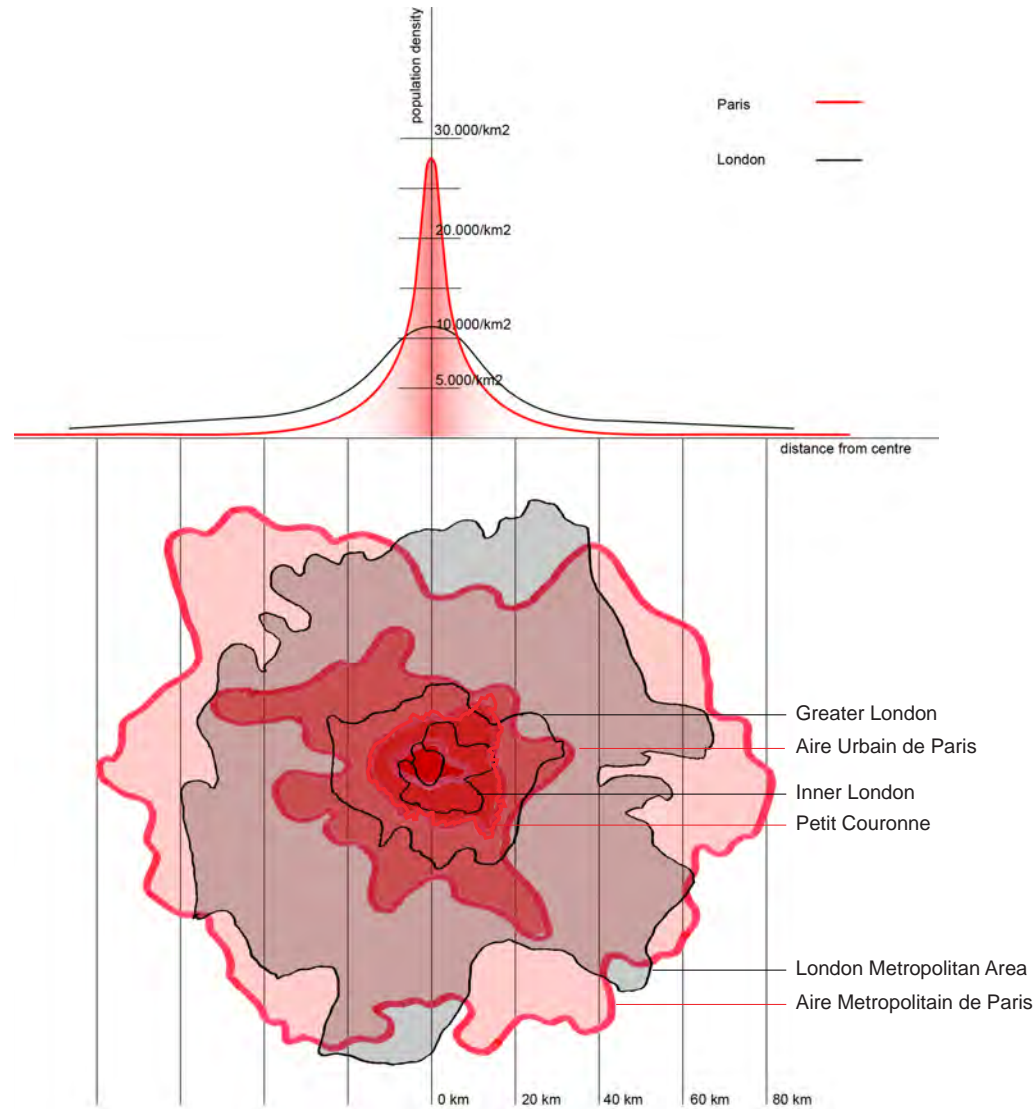 population density
Paris
London
30.000/km2
20.000/km2
10.000/km2
5.000/km2
distance from centre
Greater London
Aire Urbain de Paris
Inner London
Petit Couronne
London Metropolitan Area
Aire Metropolitain de Paris
0 km
20 km
40 km
60 km
80 km